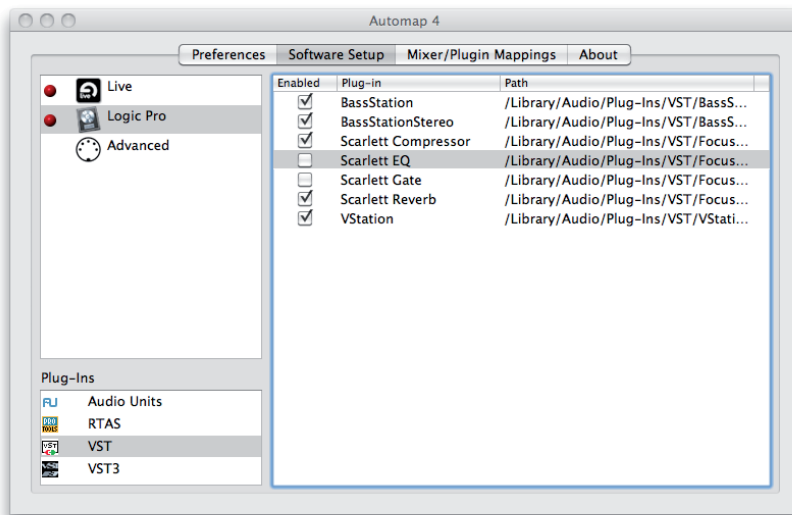 Automap 4
Preferences Software Setup Mixer/Plugin Mappings About
Live
Logic Pro
Advanced
Plug-Ins
Audio Units
RTAS
VST
VST3
Enabled Plug-in Path
BassStation /Library/Audio/Plug-Ins/VST/BassS...
BassStationStereo /Library/Audio/Plug-Ins/VST/BassS...
Scarlett Compressor /Library/Audio/Plug-Ins/VST/Focus...
Scarlett EQ /Library/Audio/Plug-Ins/VST/Focus...
Scarlett Gate /Library/Audio/Plug-Ins/VST/Focus...
Scarlett Reverb /Library/Audio/Plug-Ins/VST/Focus...
VStation /Library/Audio/Plug-Ins/VST/VStati...